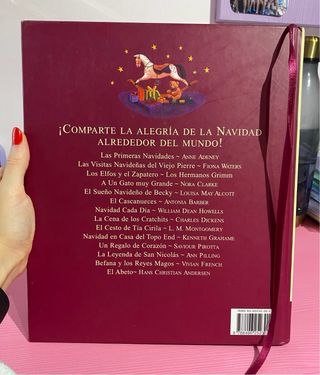 ¡COMPARTE LA ALEGRÍA DE LA NAVIDAD
ALREDEDOR DEL MUNDO!
Las Primeras Navidades ~ ANNE ADENEY
Las Visitas Navideñas del Viejo Pierre ~ FIONA WATERS
Los Elfos y el Zapatero ~ LOS HERMANOS GRIMM
A Un Gato muy Grande ~ NORA CLARKE
El Sueño Navideño de Becky ~ LOUISA MAY ALCOTT
El Cascanueces ~ ANTONIA BARBER
Navidad Cada Día ~ WILLIAM DEAN HOWELLS
La Cena de los Cratchits ~ CHARLES DICKENS
El Cesto de Tía Cirila ~ L. M. MONTGOMERY
Navidad en Casa del Topo End ~ KENNETH GRAHAME
Un Regalo de Corazón ~ SAVIOUR PIROTTA
La Leyenda de San Nicolás ~ ANN PILLING
Befana y los Reyes Magos ~ VIVIAN FRENCH
El Abeto ~ HANS CHRISTIAN ANDERSEN